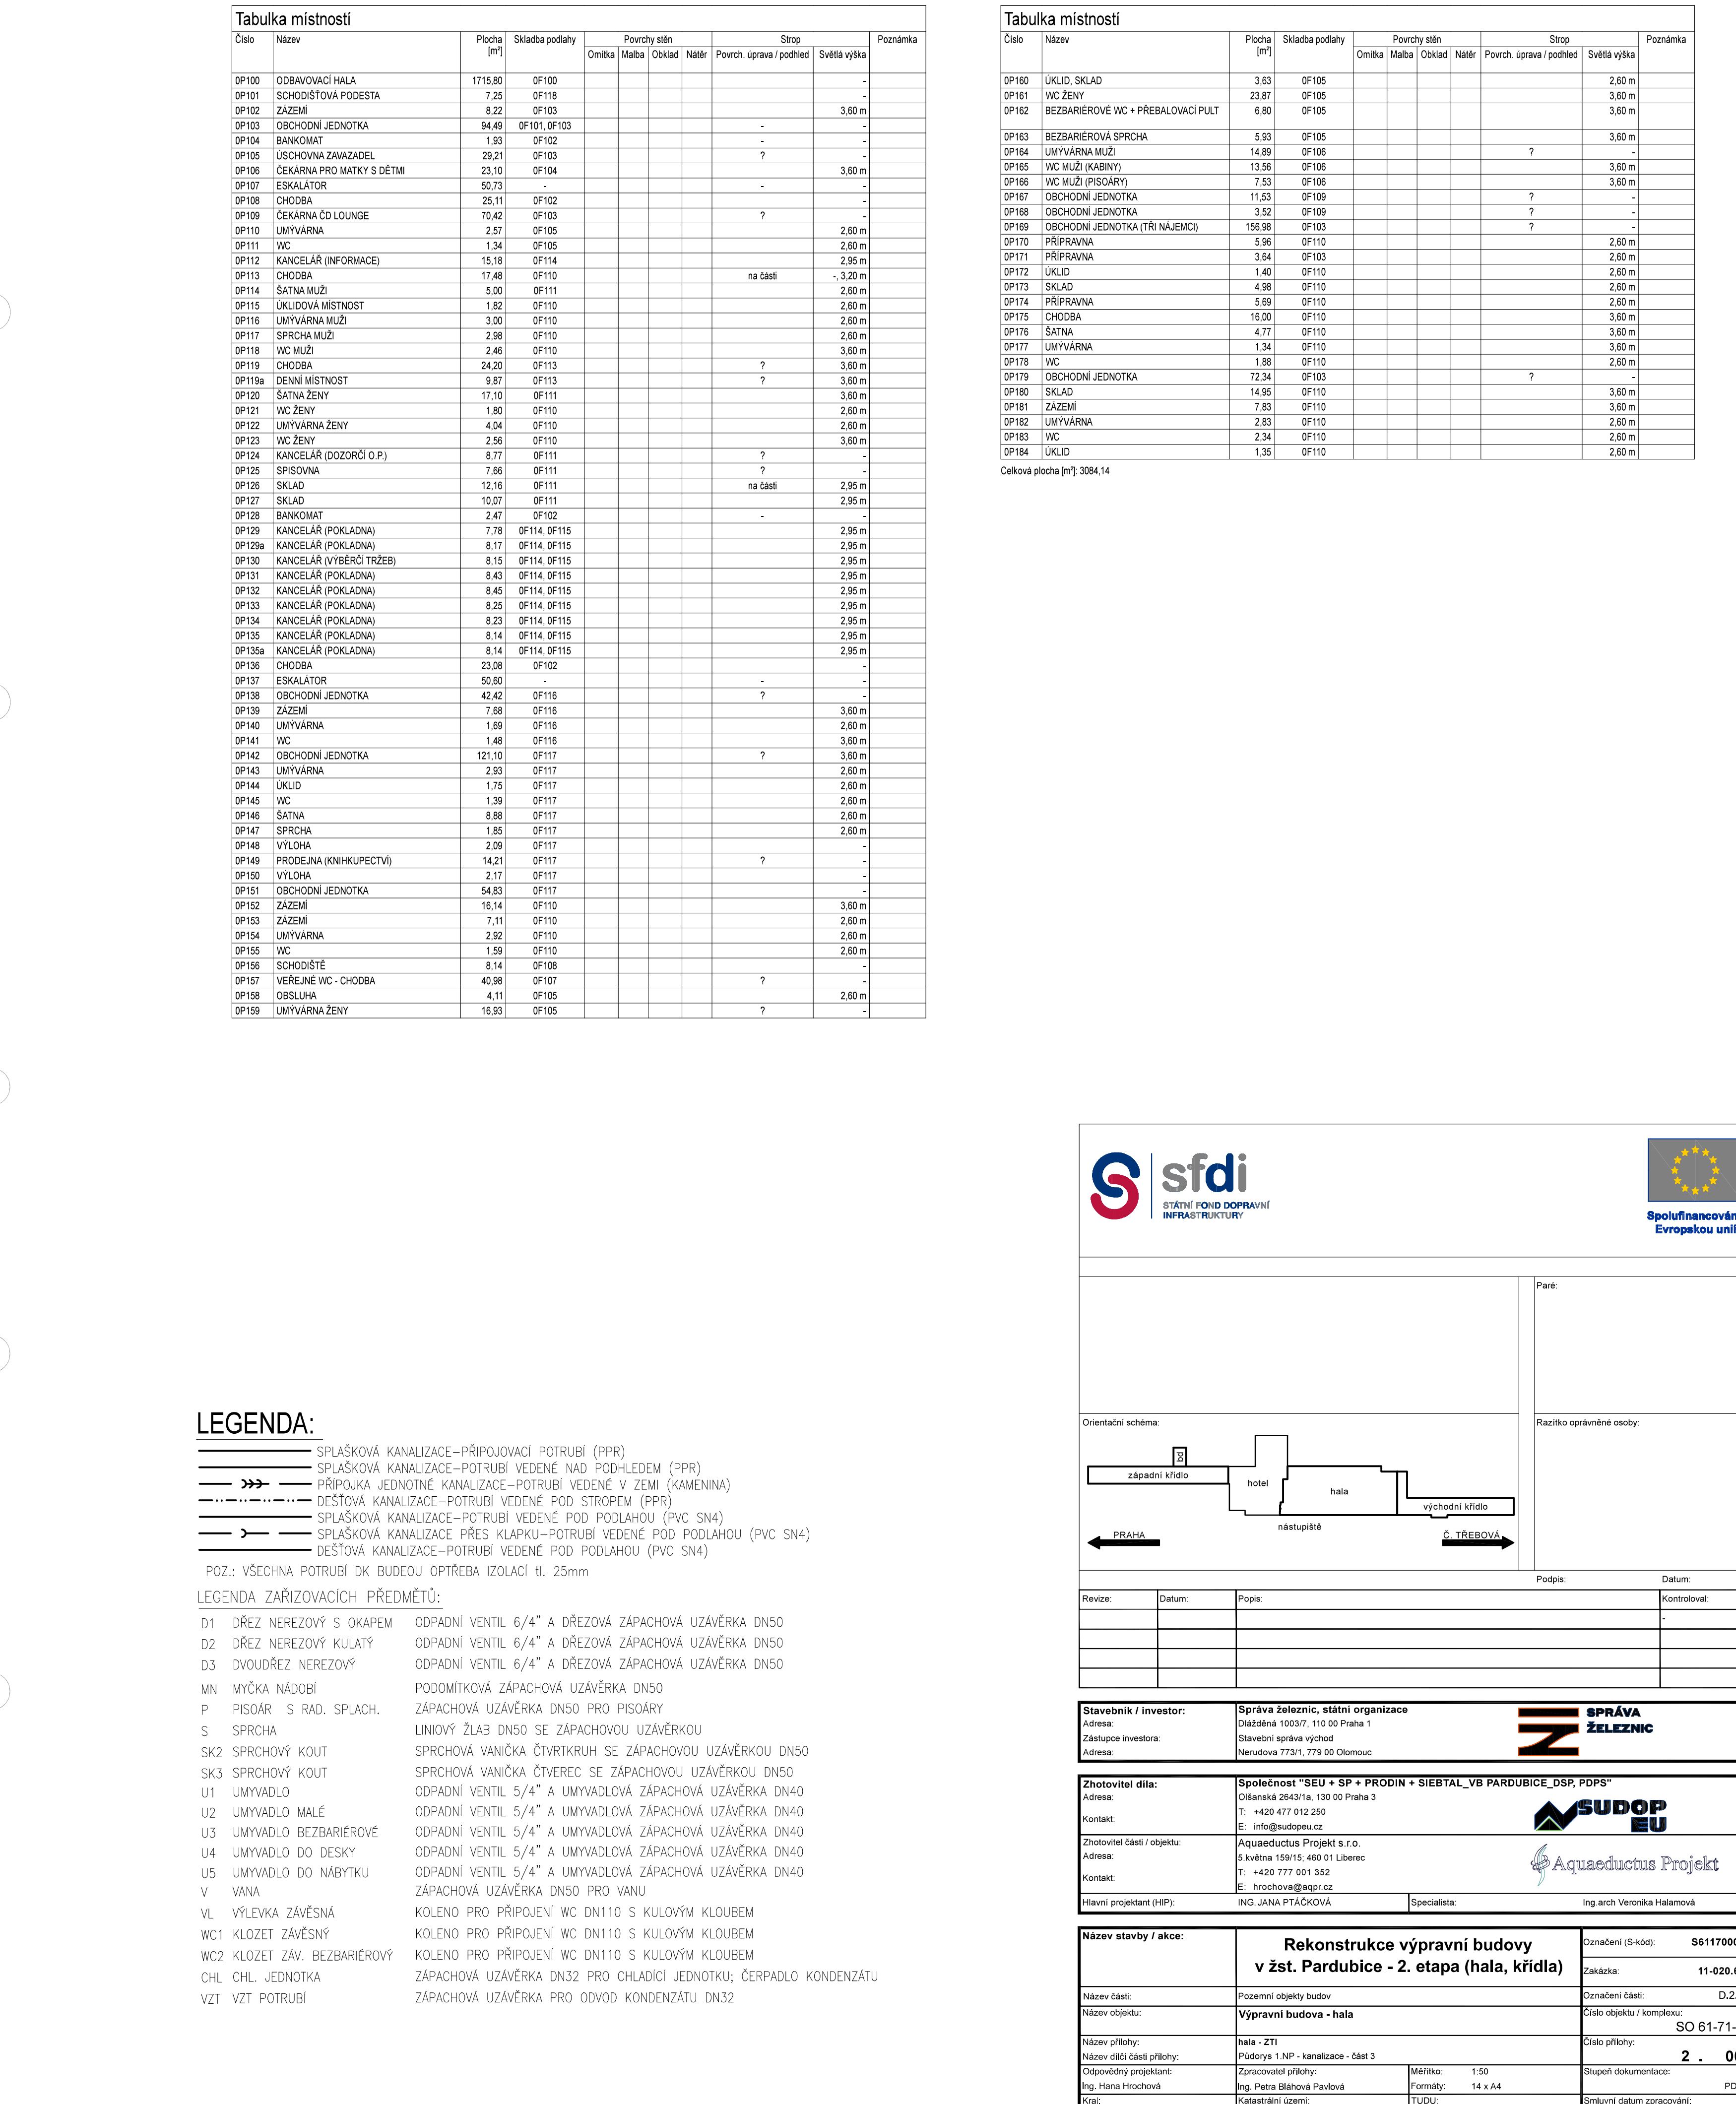 Tabulka místností
Číslo Název Plocha [m²] Skladba podlahy Povrchy stěn Strop Poznámka
Omítka Malba Obklad Nátěr Povrch. úprava / podhled Světlá výška
0P100 ODBAVOVACÍ HALA 1715,80 0F100 -
0P101 SCHODIŠŤOVÁ PODESTA 7,25 0F118 -
0P102 ZÁZEMÍ 8,22 0F103 3,60 m
0P103 OBCHODNÍ JEDNOTKA 94,49 0F101, 0F103 - -
0P104 BANKOMAT 1,93 0F102 - -
0P105 ÚSCHOVNA ZAVAZADEL 29,21 0F103 ? -
0P106 ČEKÁRNA PRO MATKY S DĚTMI 23,10 0F104 3,60 m
0P107 ESKALÁTOR 50,73 - - -
0P108 CHODBA 25,11 0F102 -
0P109 ČEKÁRNA ČD LOUNGE 70,42 0F103 ? -
0P110 UMÝVÁRNA 2,57 0F105 2,60 m
0P111 WC 1,34 0F105 2,60 m
0P112 KANCELÁŘ (INFORMACE) 15,18 0F114 2,95 m
0P113 CHODBA 17,48 0F110 na části -, 3,20 m
0P114 ŠATNA MUŽI 5,00 0F111 2,60 m
0P115 ÚKLIDOVÁ MÍSTNOST 1,82 0F110 2,60 m
0P116 UMÝVÁRNA MUŽI 3,00 0F110 2,60 m
0P117 SPRCHA MUŽI 2,98 0F110 2,60 m
0P118 WC MUŽI 2,46 0F110 3,60 m
0P119 CHODBA 24,20 0F113 ? 3,60 m
0P119a DENNÍ MÍSTNOST 9,87 0F113 ? 3,60 m
0P120 ŠATNA ŽENY 17,10 0F111 3,60 m
0P121 WC ŽENY 1,80 0F110 2,60 m
0P122 UMÝVÁRNA ŽENY 4,04 0F110 2,60 m
0P123 WC ŽENY 2,56 0F110 3,60 m
0P124 KANCELÁŘ (DOZORČÍ O.P.) 8,77 0F111 ? -
0P125 SPISOVNA 7,66 0F111 ? -
0P126 SKLAD 12,16 0F111 na části 2,95 m
0P127 SKLAD 10,07 0F111 2,95 m
0P128 BANKOMAT 2,47 0F102 - -
0P129 KANCELÁŘ (POKLADNA) 7,78 0F114, 0F115 2,95 m
0P129a KANCELÁŘ (POKLADNA) 8,17 0F114, 0F115 2,95 m
0P130 KANCELÁŘ (VÝBĚRČÍ TRŽEB) 8,15 0F114, 0F115 2,95 m
0P131 KANCELÁŘ (POKLADNA) 8,43 0F114, 0F115 2,95 m
0P132 KANCELÁŘ (POKLADNA) 8,45 0F114, 0F115 2,95 m
0P133 KANCELÁŘ (POKLADNA) 8,25 0F114, 0F115 2,95 m
0P134 KANCELÁŘ (POKLADNA) 8,23 0F114, 0F115 2,95 m
0P135 KANCELÁŘ (POKLADNA) 8,14 0F114, 0F115 2,95 m
0P135a KANCELÁŘ (POKLADNA) 8,14 0F114, 0F115 2,95 m
0P136 CHODBA 23,08 0F102 -
0P137 ESKALÁTOR 50,60 - - -
0P138 OBCHODNÍ JEDNOTKA 42,42 0F116 ? -
0P139 ZÁZEMÍ 7,68 0F116 3,60 m
0P140 UMÝVÁRNA 1,69 0F116 2,60 m
0P141 WC 1,48 0F116 3,60 m
0P142 OBCHODNÍ JEDNOTKA 121,10 0F117 ? 3,60 m
0P143 UMÝVÁRNA 2,93 0F117 2,60 m
0P144 ÚKLID 1,75 0F117 2,60 m
0P145 WC 1,39 0F117 2,60 m
0P146 ŠATNA 8,88 0F117 2,60 m
0P147 SPRCHA 1,85 0F117 2,60 m
0P148 VÝLOHA 2,09 0F117 -
0P149 PRODEJNA (KNIHKUPECTVÍ) 14,21 0F117 ? -
0P150 VÝLOHA 2,17 0F117 -
0P151 OBCHODNÍ JEDNOTKA 54,83 0F117 -
0P152 ZÁZEMÍ 16,14 0F110 3,60 m
0P153 ZÁZEMÍ 7,11 0F110 2,60 m
0P154 UMÝVÁRNA 2,92 0F110 2,60 m
0P155 WC 1,59 0F110 2,60 m
0P156 SCHODIŠTĚ 8,14 0F108 -
0P157 VEŘEJNÉ WC - CHODBA 40,98 0F107 ? -
0P158 OBSLUHA 4,11 0F105 2,60 m
0P159 UMÝVÁRNA ŽENY 16,93 0F105 ? -
Tabulka místností
Číslo Název Plocha [m²] Skladba podlahy Povrchy stěn Strop Poznámka
Omítka Malba Obklad Nátěr Povrch. úprava / podhled Světlá výška
0P160 ÚKLID, SKLAD 3,63 0F105 2,60 m
0P161 WC ŽENY 23,87 0F105 3,60 m
0P162 BEZBARIÉROVÉ WC + PŘEBALOVACÍ PULT 6,80 0F105 3,60 m
0P163 BEZBARIÉROVÁ SPRCHA 5,93 0F105 3,60 m
0P164 UMÝVÁRNA MUŽI 14,89 0F106 ? -
0P165 WC MUŽI (KABINY) 13,56 0F106 3,60 m
0P166 WC MUŽI (PISOÁRY) 7,53 0F106 3,60 m
0P167 OBCHODNÍ JEDNOTKA 11,53 0F109 ? -
0P168 OBCHODNÍ JEDNOTKA 3,52 0F109 ? -
0P169 OBCHODNÍ JEDNOTKA (TŘI NÁJEMCI) 156,98 0F103 ? -
0P170 PŘÍPRAVNA 5,96 0F110 2,60 m
0P171 PŘÍPRAVNA 3,64 0F103 2,60 m
0P172 ÚKLID 1,40 0F110 2,60 m
0P173 SKLAD 4,98 0F110 2,60 m
0P174 PŘÍPRAVNA 5,69 0F110 2,60 m
0P175 CHODBA 16,00 0F110 3,60 m
0P176 ŠATNA 4,77 0F110 3,60 m
0P177 UMÝVÁRNA 1,34 0F110 3,60 m
0P178 WC 1,88 0F110 2,60 m
0P179 OBCHODNÍ JEDNOTKA 72,34 0F103 ? -
0P180 SKLAD 14,95 0F110 3,60 m
0P181 ZÁZEMÍ 7,83 0F110 3,60 m
0P182 UMÝVÁRNA 2,83 0F110 2,60 m
0P183 WC 2,34 0F110 2,60 m
0P184 ÚKLID 1,35 0F110 2,60 m
Celková plocha [m²]: 3084,14
LEGENDA:
SPLAŠKOVÁ KANALIZACE–PŘIPOJOVACÍ POTRUBÍ (PPR)
SPLAŠKOVÁ KANALIZACE–POTRUBÍ VEDENÉ NAD PODHLEDEM (PPR)
PŘÍPOJKA JEDNOTNÉ KANALIZACE–POTRUBÍ VEDENÉ V ZEMI (KAMENINA)
DEŠŤOVÁ KANALIZACE–POTRUBÍ VEDENÉ POD STROPEM (PPR)
SPLAŠKOVÁ KANALIZACE–POTRUBÍ VEDENÉ POD PODLAHOU (PVC SN4)
SPLAŠKOVÁ KANALIZACE PŘES KLAPKU–POTRUBÍ VEDENÉ POD PODLAHOU (PVC SN4)
DEŠŤOVÁ KANALIZACE–POTRUBÍ VEDENÉ POD PODLAHOU (PVC SN4)
POZ.: VŠECHNA POTRUBÍ DK BUDEOU OPTŘEBA IZOLACÍ tl. 25mm
LEGENDA ZAŘIZOVACÍCH PŘEDMĚTŮ:
D1 DŘEZ NEREZOVÝ S OKAPEM ODPADNÍ VENTIL 6/4" A DŘEZOVÁ ZÁPACHOVÁ UZÁVĚRKA DN50
D2 DŘEZ NEREZOVÝ KULATÝ ODPADNÍ VENTIL 6/4" A DŘEZOVÁ ZÁPACHOVÁ UZÁVĚRKA DN50
D3 DVOUDŘEZ NEREZOVÝ ODPADNÍ VENTIL 6/4" A DŘEZOVÁ ZÁPACHOVÁ UZÁVĚRKA DN50
MN MYČKA NÁDOBÍ PODOMÍTKOVÁ ZÁPACHOVÁ UZÁVĚRKA DN50
P PISOÁR S RAD. SPLACH. ZÁPACHOVÁ UZÁVĚRKA DN50 PRO PISOÁRY
S SPRCHA LINIOVÝ ŽLAB DN50 SE ZÁPACHOVOU UZÁVĚRKOU
SK2 SPRCHOVÝ KOUT SPRCHOVÁ VANIČKA ČTVRTKRUH SE ZÁPACHOVOU UZÁVĚRKOU DN50
SK3 SPRCHOVÝ KOUT SPRCHOVÁ VANIČKA ČTVEREC SE ZÁPACHOVOU UZÁVĚRKOU DN50
U1 UMYVADLO ODPADNÍ VENTIL 5/4" A UMYVADLOVÁ ZÁPACHOVÁ UZÁVĚRKA DN40
U2 UMYVADLO MALÉ ODPADNÍ VENTIL 5/4" A UMYVADLOVÁ ZÁPACHOVÁ UZÁVĚRKA DN40
U3 UMYVADLO BEZBARIÉROVÉ ODPADNÍ VENTIL 5/4" A UMYVADLOVÁ ZÁPACHOVÁ UZÁVĚRKA DN40
U4 UMYVADLO DO DESKY ODPADNÍ VENTIL 5/4" A UMYVADLOVÁ ZÁPACHOVÁ UZÁVĚRKA DN40
U5 UMYVADLO DO NÁBYTKU ODPADNÍ VENTIL 5/4" A UMYVADLOVÁ ZÁPACHOVÁ UZÁVĚRKA DN40
V VANA ZÁPACHOVÁ UZÁVĚRKA DN50 PRO VANU
VL VÝLEVKA ZÁVĚSNÁ KOLENO PRO PŘIPOJENÍ WC DN110 S KULOVÝM KLOUBEM
WC1 KLOZET ZÁVĚSNÝ KOLENO PRO PŘIPOJENÍ WC DN110 S KULOVÝM KLOUBEM
WC2 KLOZET ZÁV. BEZBARIÉROVÝ KOLENO PRO PŘIPOJENÍ WC DN110 S KULOVÝM KLOUBEM
CHL CHL. JEDNOTKA ZÁPACHOVÁ UZÁVĚRKA DN32 PRO CHLADÍCÍ JEDNOTKU; ČERPADLO KONDENZÁTU
VZT VZT POTRUBÍ ZÁPACHOVÁ UZÁVĚRKA PRO ODVOD KONDENZÁTU DN32
sfdi
STÁTNÍ FOND DOPRAVNÍ
INFRASTRUKTURY
Spolufinancován
Evropskou uni
Paré:
Orientační schéma: Razítko oprávněné osoby:
bd
západní křídlo
hotel
hala
východní křídlo
nástupiště
PRAHA Č. TŘEBOVÁ
Podpis: Datum:
Revize: Datum: Popis: Kontroloval:
-
Stavebník / investor: Správa železnic, státní organizace
Adresa: Dlážděná 1003/7, 110 00 Praha 1
Zástupce investora: Stavební správa východ
Adresa: Nerudova 773/1, 779 00 Olomouc
SPRÁVA
ŽELEZNIC
Zhotovitel díla: Společnost "SEU + SP + PRODIN + SIEBTAL_VB PARDUBICE_DSP, PDPS"
Adresa: Olšanská 2643/1a, 130 00 Praha 3
Kontakt: T: +420 477 012 250
E: info@sudopeu.cz
SUDOP
EU
Zhotovitel části / objektu: Aquaeductus Projekt s.r.o.
Adresa: 5.května 159/15; 460 01 Liberec
Kontakt: T: +420 777 001 352
E: hrochova@aqpr.cz
Aquaeductus Projekt
Hlavní projektant (HIP): ING. JANA PTÁČKOVÁ Specialista: Ing.arch Veronika Halamová
Název stavby / akce: Rekonstrukce výpravní budovy
v žst. Pardubice - 2. etapa (hala, křídla)
Označení (S-kód): S6117000
Zakázka: 11-020.
Název části: Pozemní objekty budov Označení části: D.2
Název objektu: Výpravní budova - hala Číslo objektu / komplexu:
SO 61-71-
Název přílohy: hala - ZTI Číslo přílohy:
Název dílčí části přílohy: Půdorys 1.NP - kanalizace - část 3 2 . 0
Odpovědný projektant: Zpracovatel přílohy: Měřítko: 1:50 Stupeň dokumentace:
Ing. Hana Hrochová Ing. Petra Bláhová Pavlová Formáty: 14 x A4 PD
Kraj: Katastrální území: TUDU: Smluvní datum zpracování: